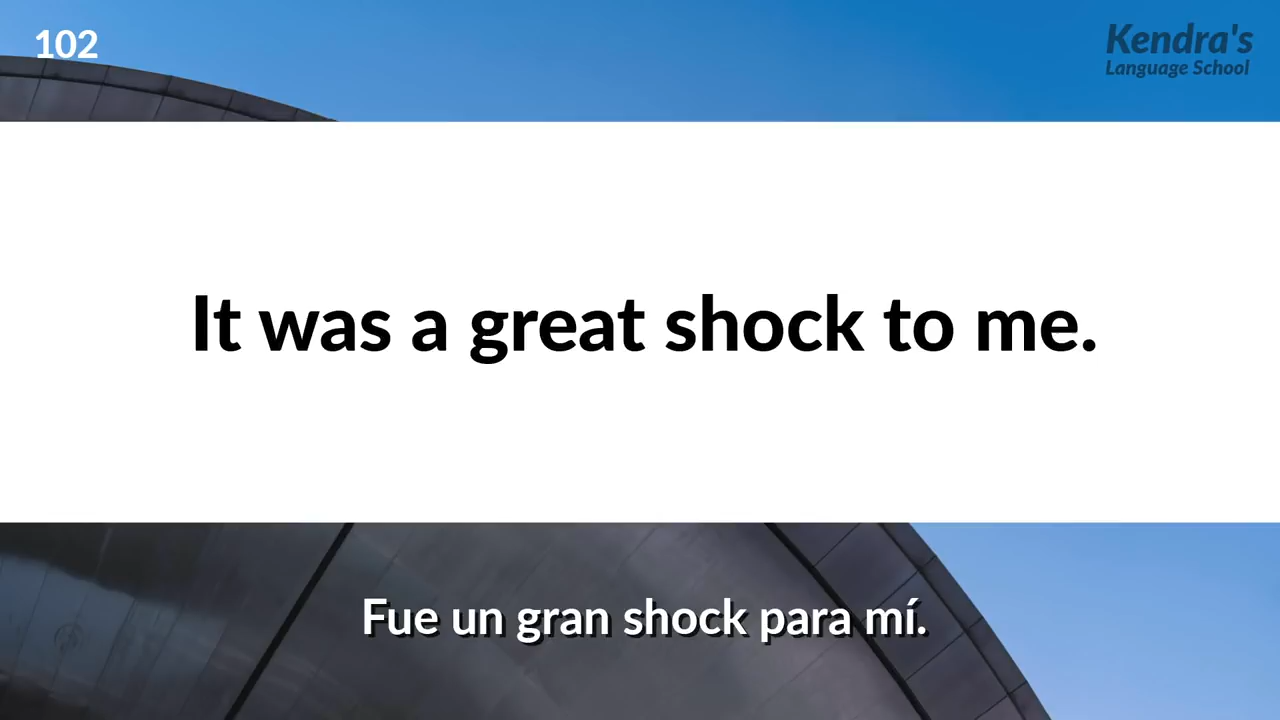 102
Kendra's
Language School
It was a great shock to me.
Fue un gran shock para mí.